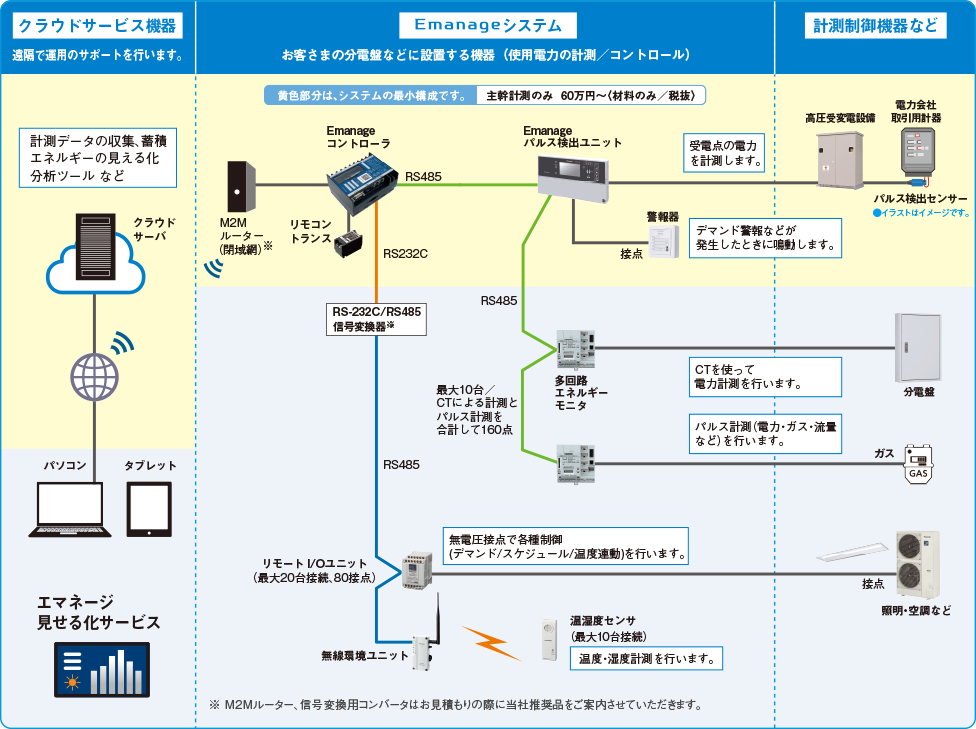 クラウドサービス機器
遠隔で運用のサポートを行います。
Emanageシステム
お客さまの分電盤などに設置する機器（使用電力の計測／コントロール）
計測制御機器など
黄色部分は、システムの最小構成です。
主幹計測のみ 60万円～〈材料のみ／税抜〉
計測データの収集、蓄積
エネルギーの見える化
分析ツール など
クラウド
サーバ
パソコン
タブレット
エマネージ
見せる化サービス
M2M
ルーター
（閉域網）※
Emanage
コントローラ
リモコン
トランス
RS485
RS232C
Emanage
パルス検出ユニット
受電点の電力
を計測します。
高圧受変電設備
電力会社
取引用計器
パルス検出センサー
●イラストはイメージです。
警報器
接点
デマンド警報などが
発生したときに鳴動します。
RS-232C/RS485
信号変換器※
RS485
多回路
エネルギー
モニタ
CTを使って
電力計測を行います。
分電盤
最大10台／
CTによる計測と
パルス計測を
合計して160点
パルス計測（電力・ガス・流量
など）を行います。
ガス
GAS
RS485
無電圧接点で各種制御
(デマンド/スケジュール/温度連動)を行います。
リモート I/Oユニット
（最大20台接続、80接点）
接点
照明・空調など
無線環境ユニット
温湿度センサ
（最大10台接続）
温度・湿度計測を行います。
※ M2Mルーター、信号変換用コンバータはお見積もりの際に当社推奨品をご案内させていただきます。